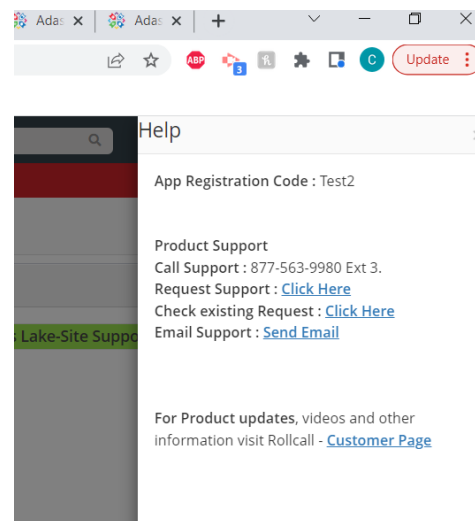 Adas
Adas
ABP
3
C
Update
Help
App Registration Code : Test2
Product Support
Call Support : 877-563-9980 Ext 3.
Request Support : Click Here
Check existing Request : Click Here
Lake-Site Suppo
Email Support : Send Email
For Product updates, videos and other
information visit Rollcall - Customer Page